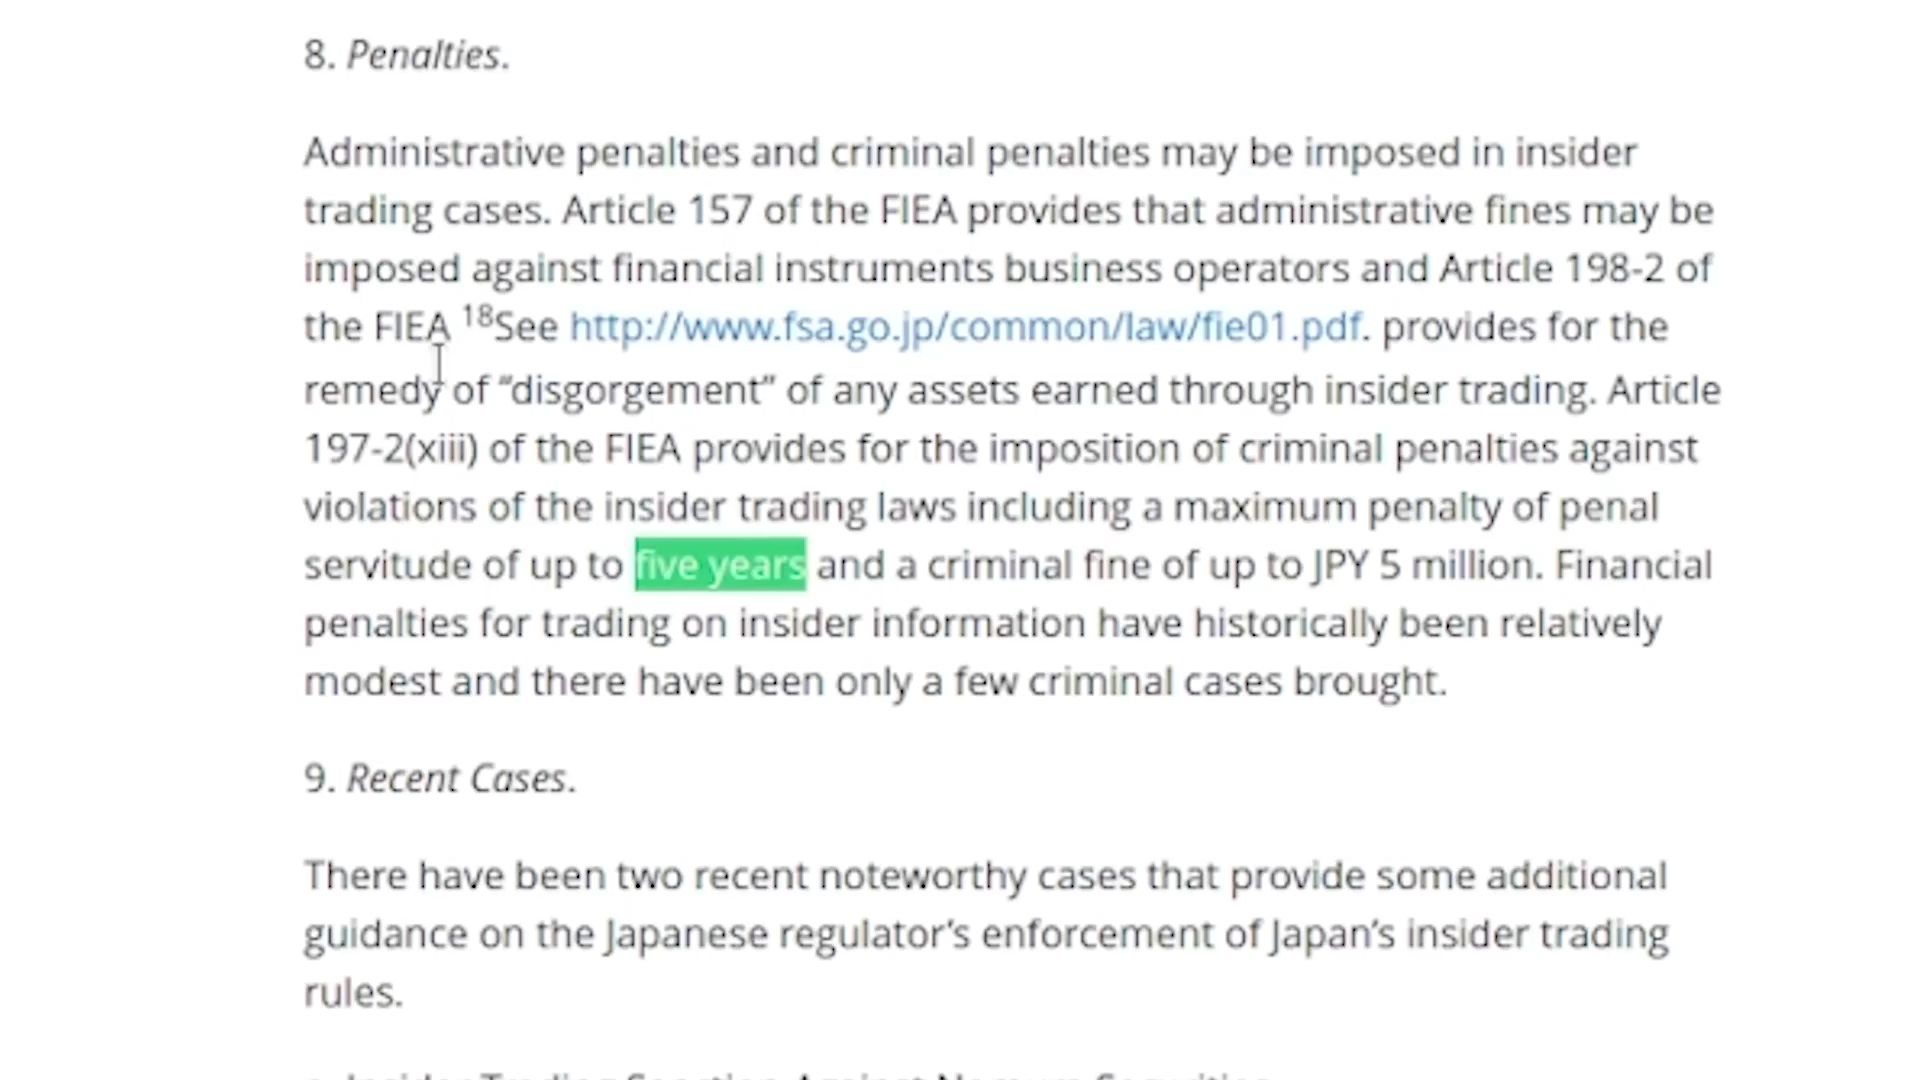 8. Penalties.
Administrative penalties and criminal penalties may be imposed in insider
trading cases. Article 157 of the FIEA provides that administrative fines may be
imposed against financial instruments business operators and Article 198-2 of
the FIEA 18See http://www.fsa.go.jp/common/law/fie01.pdf. provides for the
remedy of “disgorgement” of any assets earned through insider trading. Article
197-2(xiii) of the FIEA provides for the imposition of criminal penalties against
violations of the insider trading laws including a maximum penalty of penal
servitude of up to five years and a criminal fine of up to JPY 5 million. Financial
penalties for trading on insider information have historically been relatively
modest and there have been only a few criminal cases brought.
9. Recent Cases.
There have been two recent noteworthy cases that provide some additional
guidance on the Japanese regulator’s enforcement of Japan’s insider trading
rules.